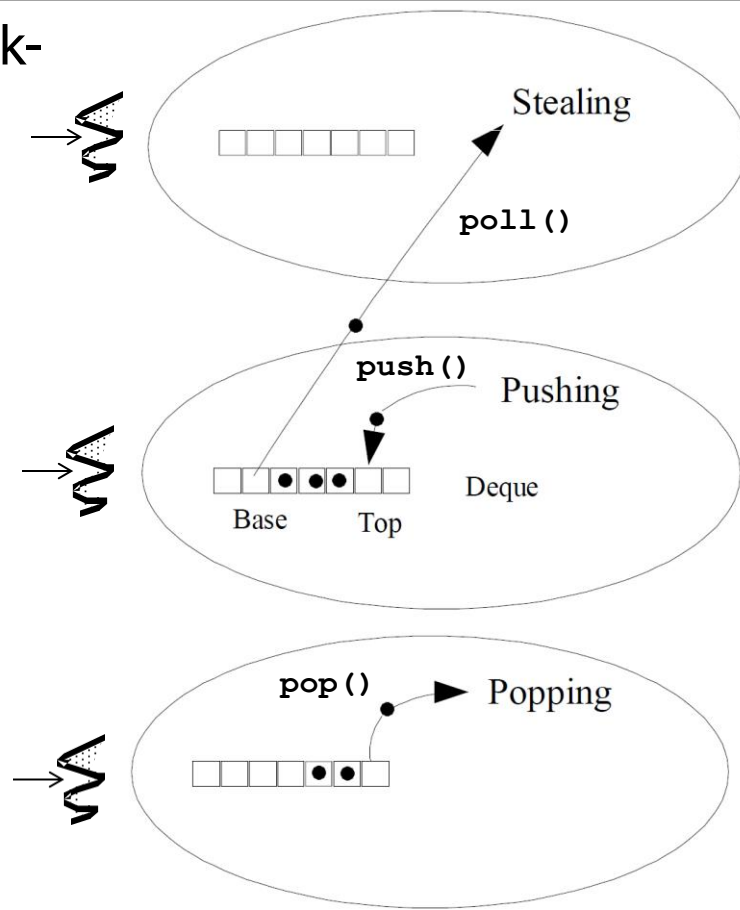 k-
Stealing
poll()
push()
Pushing
Deque
Base
Top
pop()
Popping